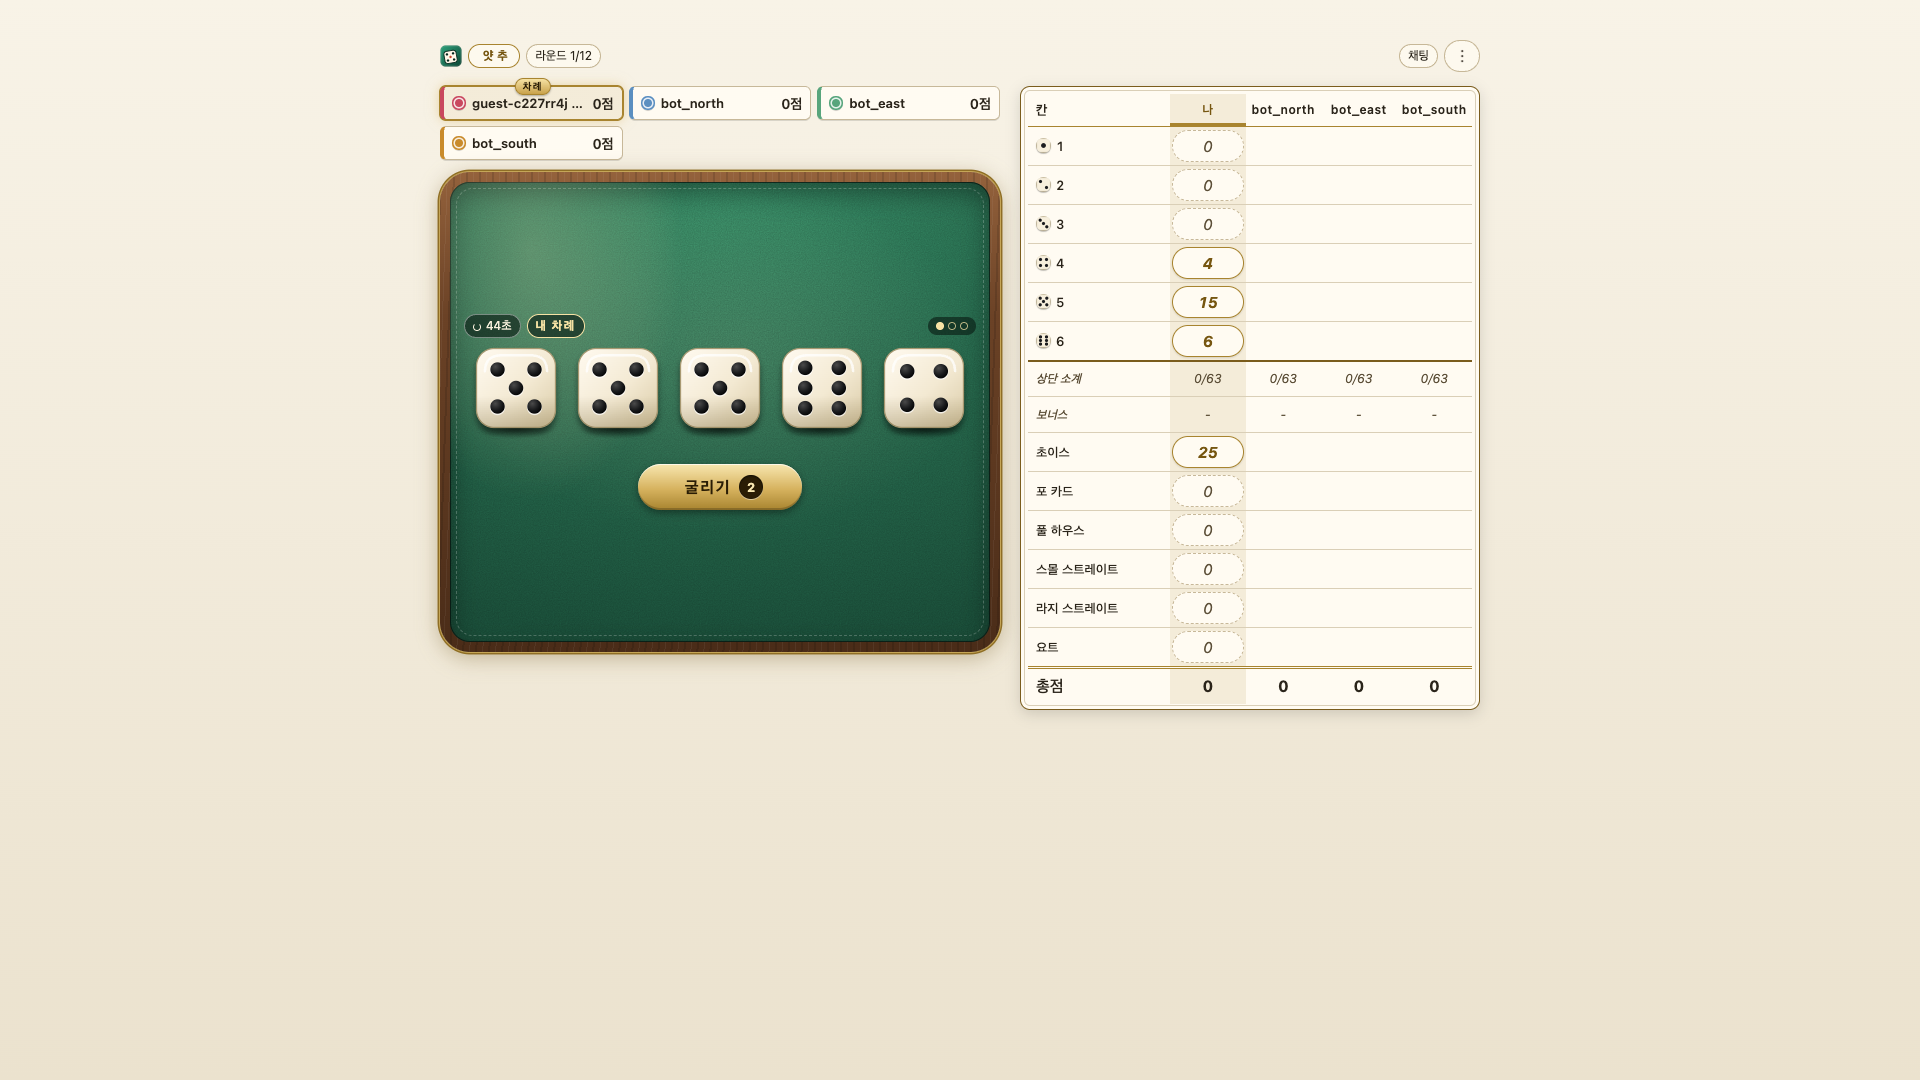 얏추 라운드 1/12 채팅
차례
guest-c227rr4j ... 0점 bot_north 0점 bot_east 0점
bot_south 0점
44초 내 차례
굴리기 2
칸 나 bot_north bot_east bot_south
1 0
2 0
3 0
4 4
5 15
6 6
상단 소계 0/63 0/63 0/63 0/63
보너스 - - - -
초이스 25
포 카드 0
풀 하우스 0
스몰 스트레이트 0
라지 스트레이트 0
요트 0
총점 0 0 0 0